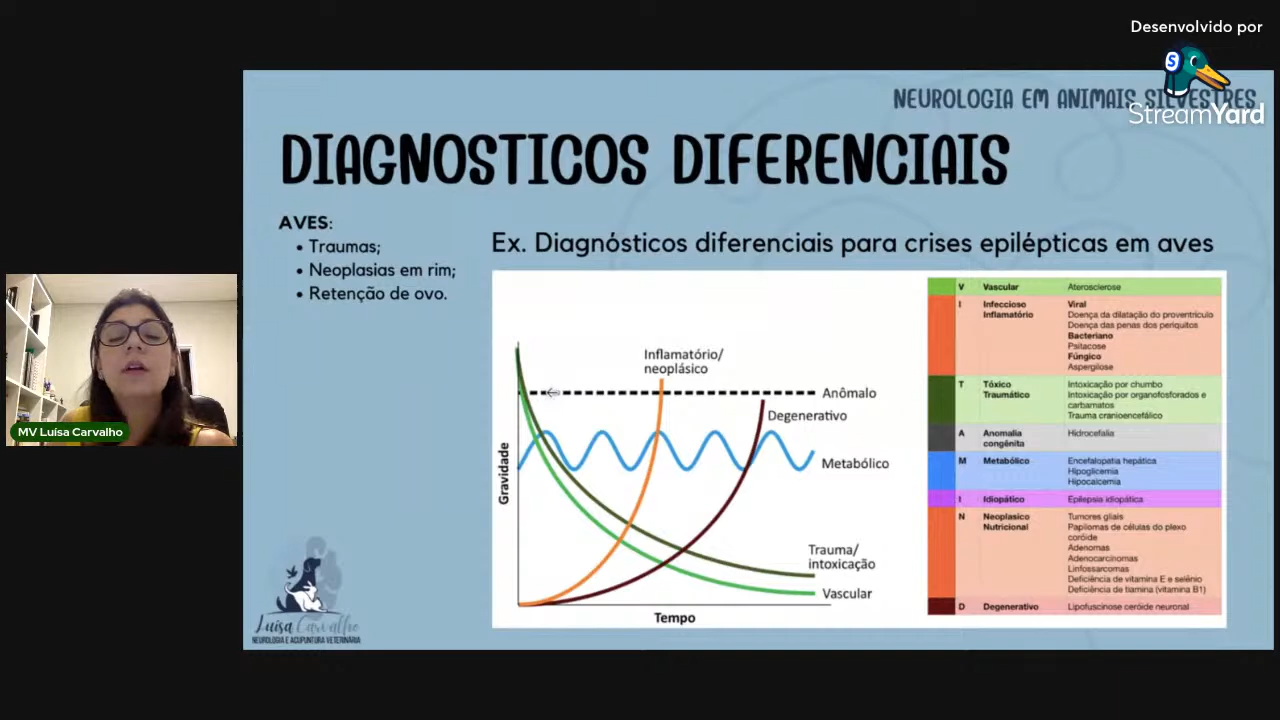 Desenvolvido por
StreamYard
NEUROLOGIA EM ANIMAIS SILVESTRES
DIAGNOSTICOS DIFERENCIAIS
AVES:
• Traumas;
• Neoplasias em rim;
• Retenção de ovo.
Ex. Diagnósticos diferenciais para crises epilépticas em aves
Gravidade
Inflamatório/
neoplásico
Anômalo
Degenerativo
Metabólico
Trauma/
intoxicação
Vascular
Tempo
V Vascular Aterosclerose
I Infeccioso Viral
Inflamatório Doença da dilatação do proventrículo
Doença das penas dos periquitos
Bacteriano
Psitacose
Fúngico
Aspergilose
T Tóxico Intoxicação por chumbo
Traumático Intoxicação por organofosforados e
carbamatos
Trauma cranioencefálico
A Anomalia Hidrocefalia
congênita
M Metabólico Encefalopatia hepática
Hipoglicemia
Hipocalcemia
I Idiopático Epilepsia idiopática
N Neoplasico Tumores gliais
Nutricional Papilomas de células do plexo
coróide
Adenomas
Adenocarcinomas
Linfossarcomas
Deficiência de vitamina E e selênio
Deficiência de tiamina (vitamina B1)
D Degenerativo Lipofuscinose ceróide neuronal
MV Luísa Carvalho
Luísa Carvalho
NEUROLOGIA E ACUPUNTURA VETERINÁRIA